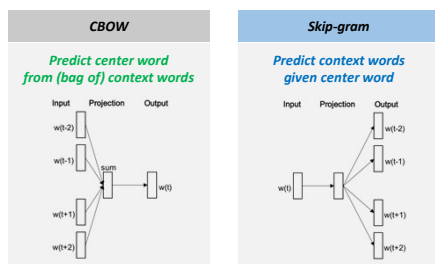 CBOW
Predict center word
from (bag of) context words
Input Projection Output
w(t-2)
w(t-1)
sum
w(t)
w(t+1)
w(t+2)
Skip-gram
Predict context words
given center word
Input Projection Output
w(t-2)
w(t-1)
w(t)
w(t+1)
w(t+2)